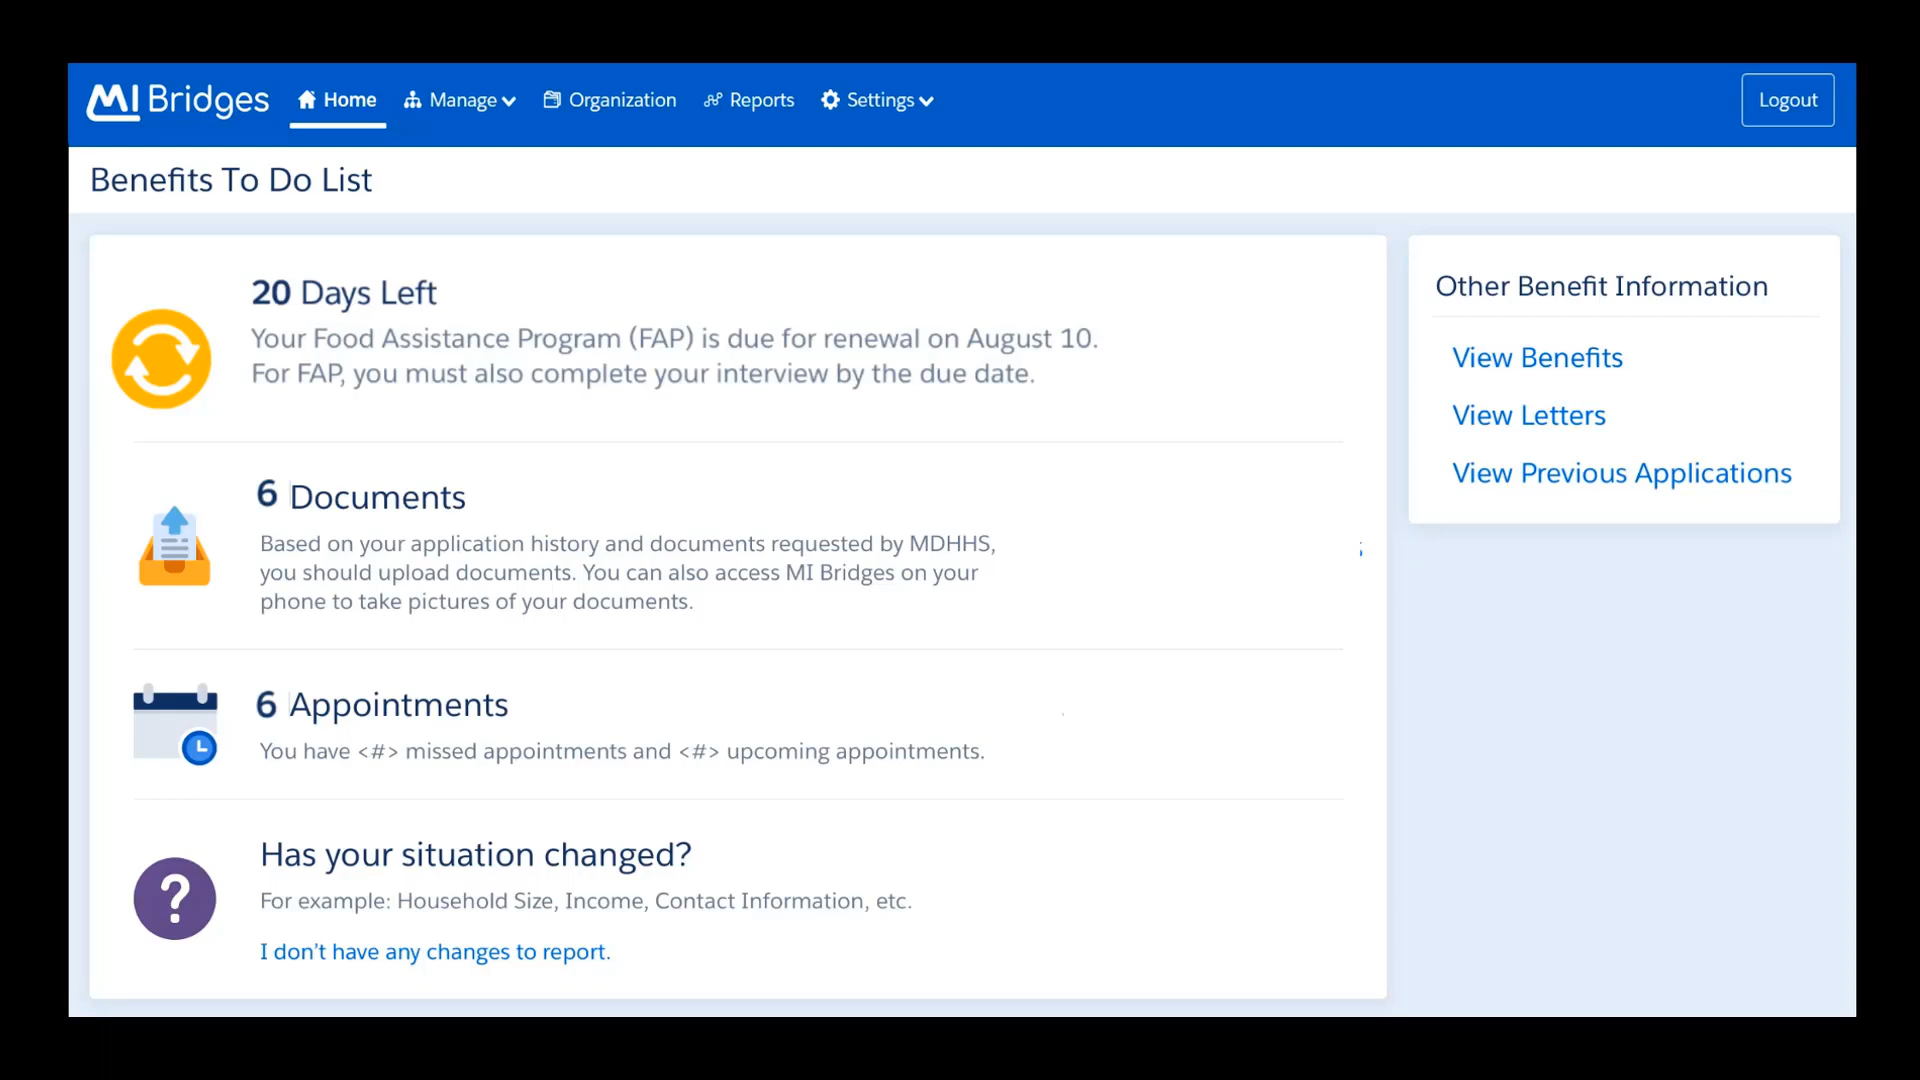 MI Bridges
Home
Manage
Organization
Reports
Settings
Logout
Benefits To Do List
20 Days Left
Your Food Assistance Program (FAP) is due for renewal on August 10.
For FAP, you must also complete your interview by the due date.
6 Documents
Based on your application history and documents requested by MDHHS,
you should upload documents. You can also access MI Bridges on your
phone to take pictures of your documents.
6 Appointments
You have <#> missed appointments and <#> upcoming appointments.
Has your situation changed?
For example: Household Size, Income, Contact Information, etc.
I don’t have any changes to report.
Other Benefit Information
View Benefits
View Letters
View Previous Applications